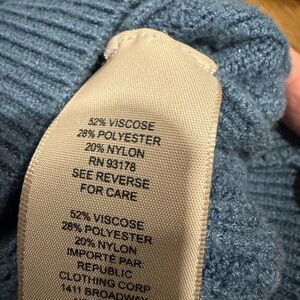 52% VISCOSE
28% POLYESTER
20% NYLON
RN 93178
SEE REVERSE
FOR CARE
52% VISCOSE
28% POLYESTER
20% NYLON
IMPORTÉ PAR
REPUBLIC
CLOTHING CORP
1411 BROADWAY